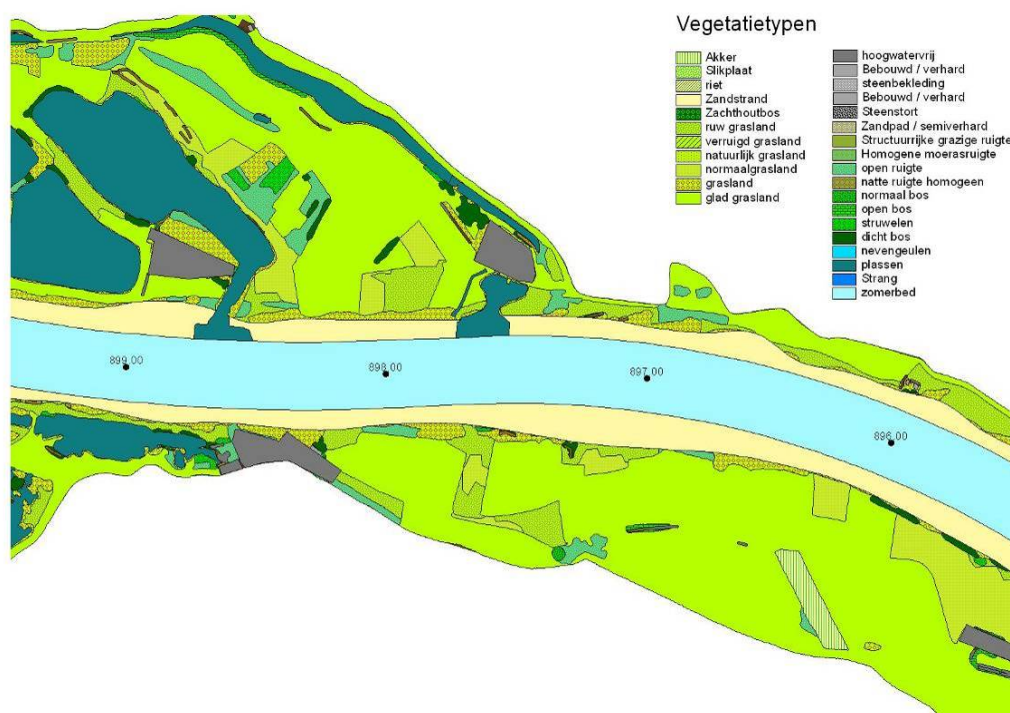 Vegetatietypen
Akker
Slikplaat
riet
Zandstrand
Zachthoutbos
ruw grasland
verruigd grasland
natuurlijk grasland
normaalgrasland
grasland
glad grasland
hoogwatervrij
Bebouwd / verhard
steenbekleding
Bebouwd / verhard
Steenstort
Zandpad / semiverhard
Structuurrijke grazige ruigte
Homogene moerasruigte
open ruigte
natte ruigte homogeen
normaal bos
open bos
struwelen
dicht bos
nevengeulen
plassen
Strang
zomerbed
899.00
898.00
897.00
896.00